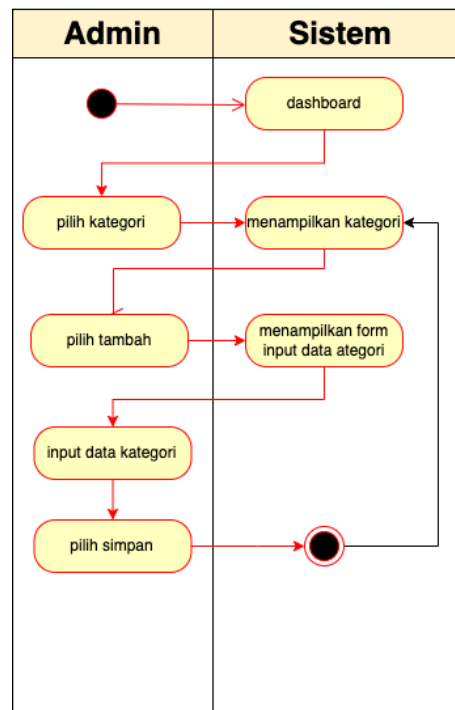 Admin
Sistem
dashboard
pilih kategori
menampilkan kategori
pilih tambah
menampilkan form
input data ategori
input data kategori
pilih simpan